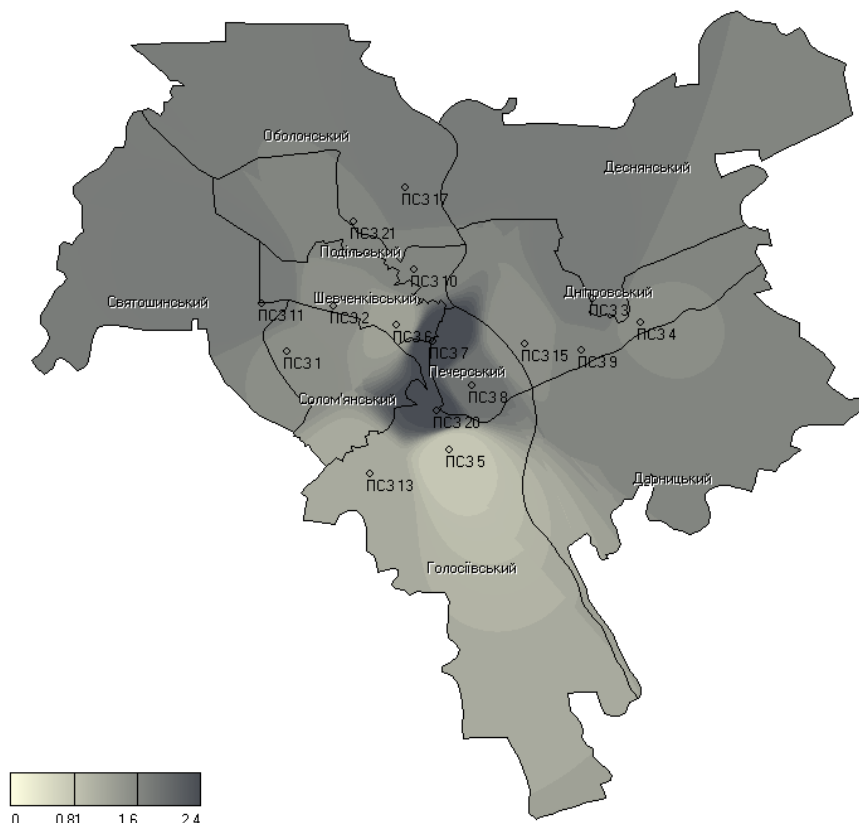 Оболонський
Деснянський
ПСЗ 17
ПСЗ 21
Подільський
ПСЗ 10
Дніпровський
Святошинський
Шевченківський
ПСЗ 11
ПСЗ 2
ПСЗ 3
ПСЗ 6
ПСЗ 4
ПСЗ 7
ПСЗ 15
ПСЗ 9
ПСЗ 1
Печерський
Солом'янський
ПСЗ 8
ПСЗ 20
ПСЗ 5
ПСЗ 13
Дарницький
Голосіївський
0 0.81 1.6 2.4